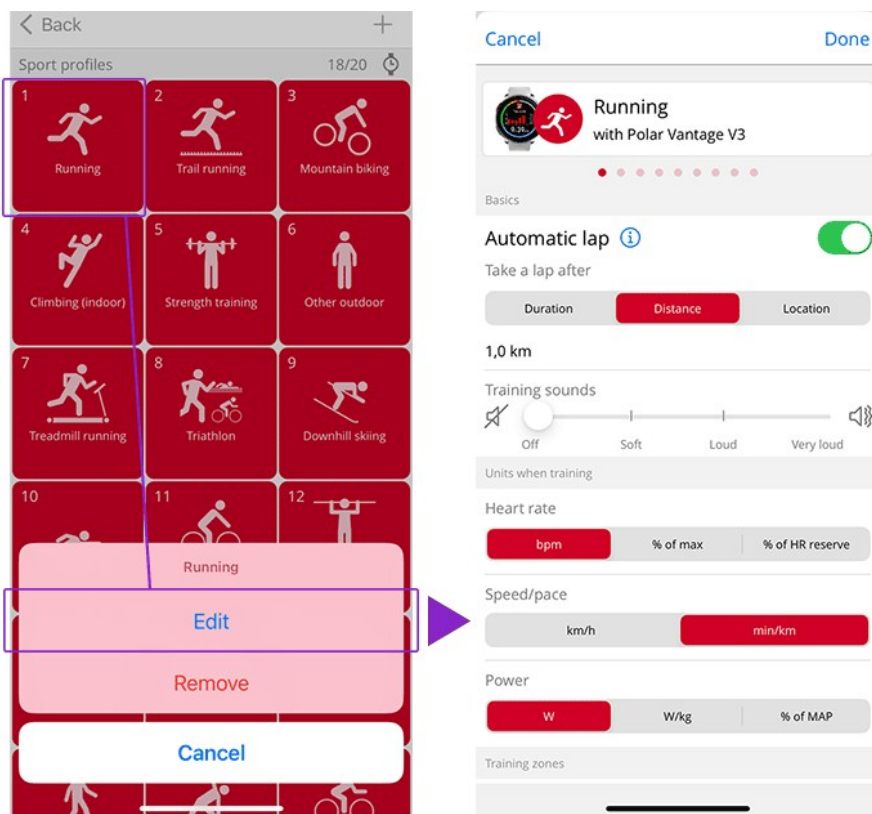 Back
Sport profiles 18/20
1 2 3
Running Trail running Mountain biking
4 5 6
Climbing (indoor) Strength training Other outdoor
7 8 9
Treadmill running Triathlon Downhill skiing
10 11 12
Running
Edit
Remove
Cancel
Cancel Done
Running
with Polar Vantage V3
Basics
Automatic lap
Take a lap after
Duration Distance Location
1,0 km
Training sounds
Off Soft Loud Very loud
Units when training
Heart rate
bpm % of max % of HR reserve
Speed/pace
km/h min/km
Power
W W/kg % of MAP
Training zones